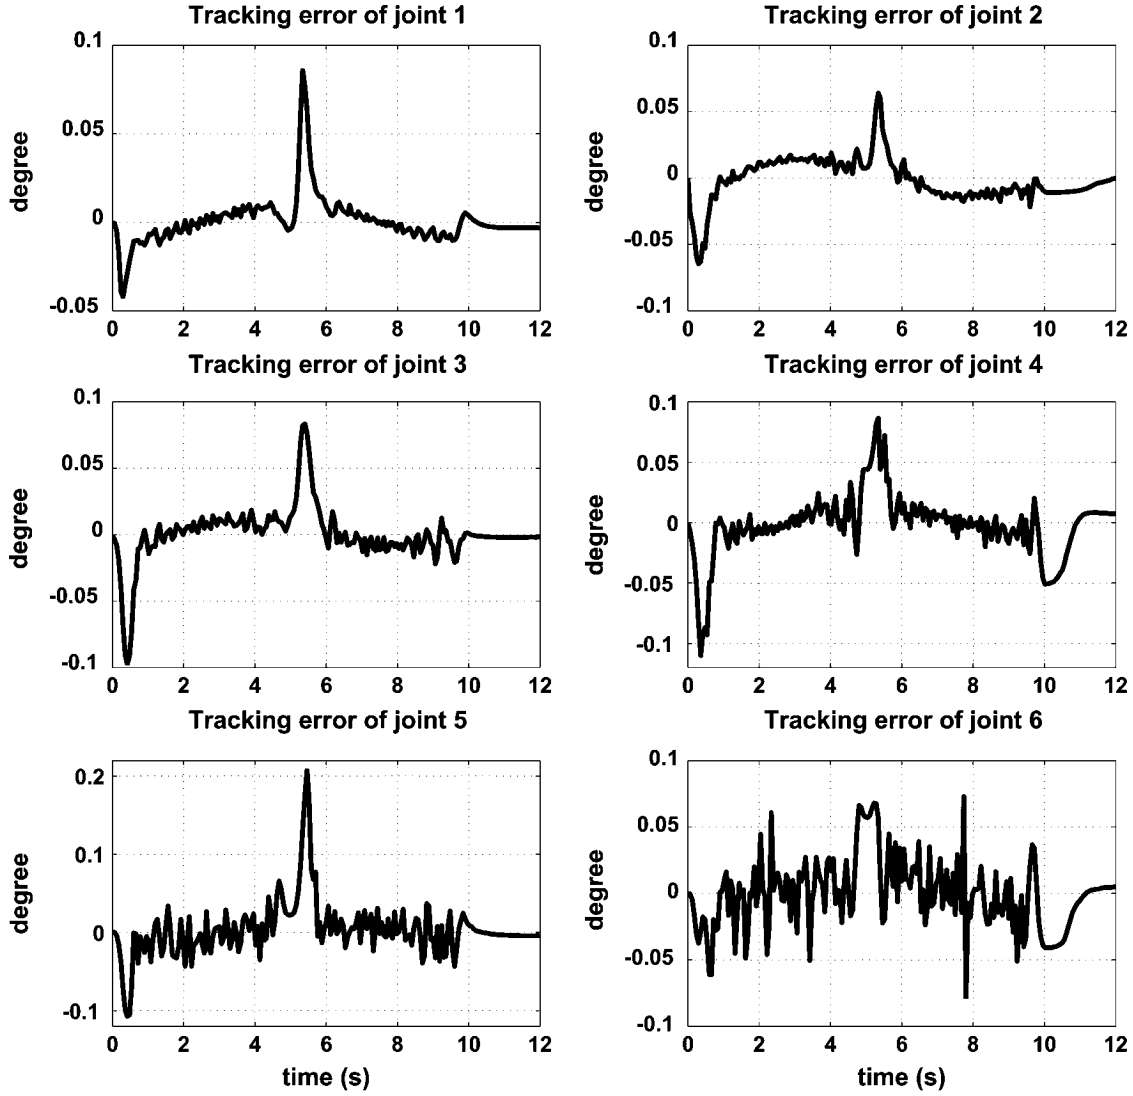 Tracking error of joint 1
0.1
0.05
0
-0.05
degree
0 2 4 6 8 10 12
Tracking error of joint 2
0.1
0.05
0
-0.05
-0.1
degree
0 2 4 6 8 10 12
Tracking error of joint 3
0.1
0.05
0
-0.05
-0.1
degree
0 2 4 6 8 10 12
Tracking error of joint 4
0.1
0.05
0
-0.05
-0.1
degree
0 2 4 6 8 10 12
Tracking error of joint 5
0.2
0.1
0
-0.1
degree
0 2 4 6 8 10 12
time (s)
Tracking error of joint 6
0.1
0.05
0
-0.05
-0.1
degree
0 2 4 6 8 10 12
time (s)